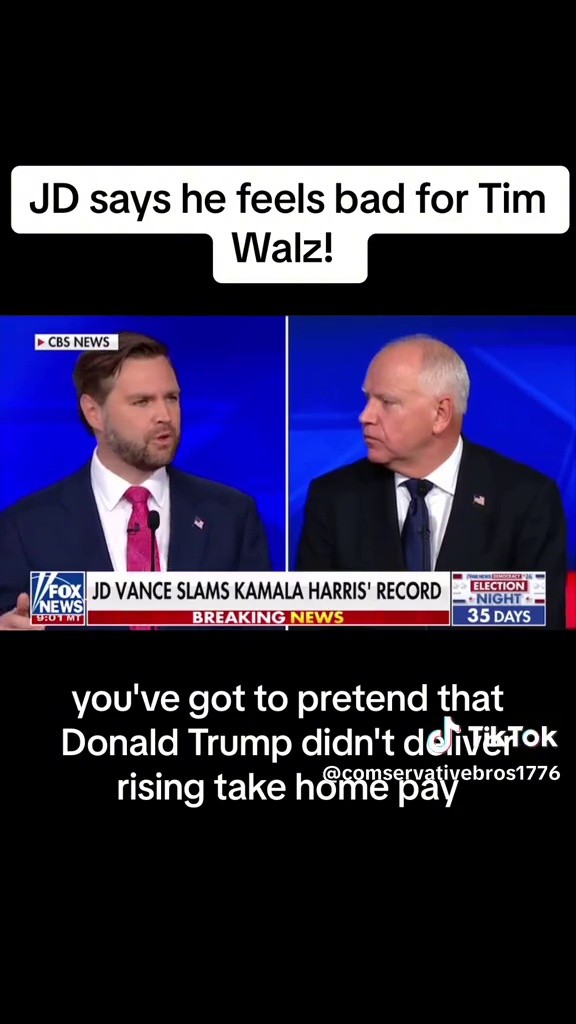 JD says he feels bad for Tim
Walz!
CBS NEWS
FOX
NEWS
9:01 MT
JD VANCE SLAMS KAMALA HARRIS' RECORD
BREAKING NEWS
ELECTION
NIGHT
35 DAYS
you've got to pretend that
Donald Trump didn't deliver
TikTok
@comservativebros1776
rising take home pay